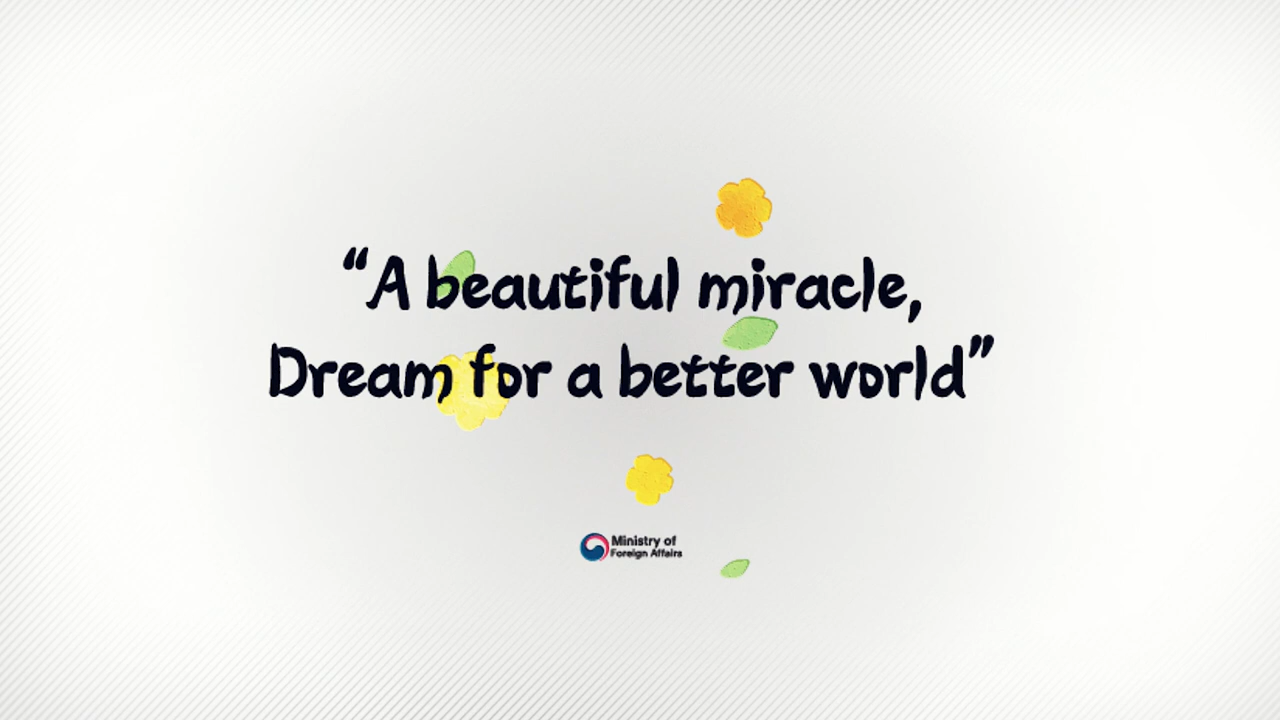 “A beautiful miracle,
Dream for a better world”
Ministry of
Foreign Affairs